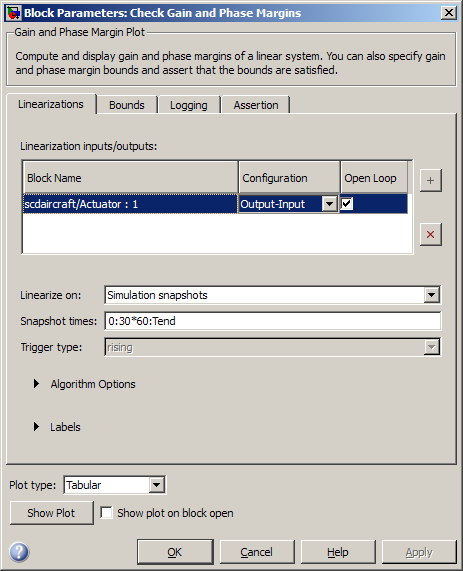 Block Parameters: Check Gain and Phase Margins
Gain and Phase Margin Plot
Compute and display gain and phase margins of a linear system. You can also specify gain
and phase margin bounds and assert that the bounds are satisfied.
Linearizations Bounds Logging Assertion
Linearization inputs/outputs:
Block Name Configuration Open Loop
scdaircraft/Actuator : 1 Output-Input
Linearize on: Simulation snapshots
Snapshot times: 0:30*60:Tend
Trigger type: rising
Algorithm Options
Labels
Plot type: Tabular
Show Plot Show plot on block open
OK Cancel Help Apply